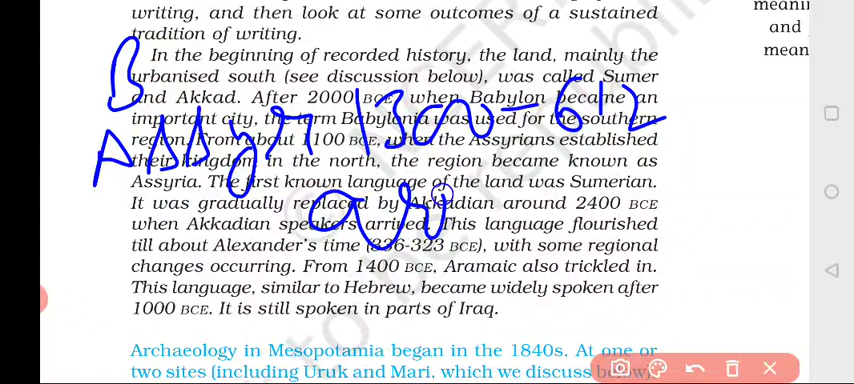 writing, and then look at some outcomes of a sustained
tradition of writing.
In the beginning of recorded history, the land, mainly the
urbanised south (see discussion below), was called Sumer
and Akkad. After 2000 BCE, when Babylon became an
important city, the term Babylonia was used for the southern
region. From about 1100 BCE, when the Assyrians established
their kingdom in the north, the region became known as
Assyria. The first known language of the land was Sumerian.
It was gradually replaced by Akkadian around 2400 BCE
when Akkadian speakers arrived. This language flourished
till about Alexander's time (336-323 BCE), with some regional
changes occurring. From 1400 BCE, Aramaic also trickled in.
This language, similar to Hebrew, became widely spoken after
1000 BCE. It is still spoken in parts of Iraq.
Archaeology in Mesopotamia began in the 1840s. At one or
two sites (including Uruk and Mari, which we discuss below),
meani
and
mean
B
1300-612